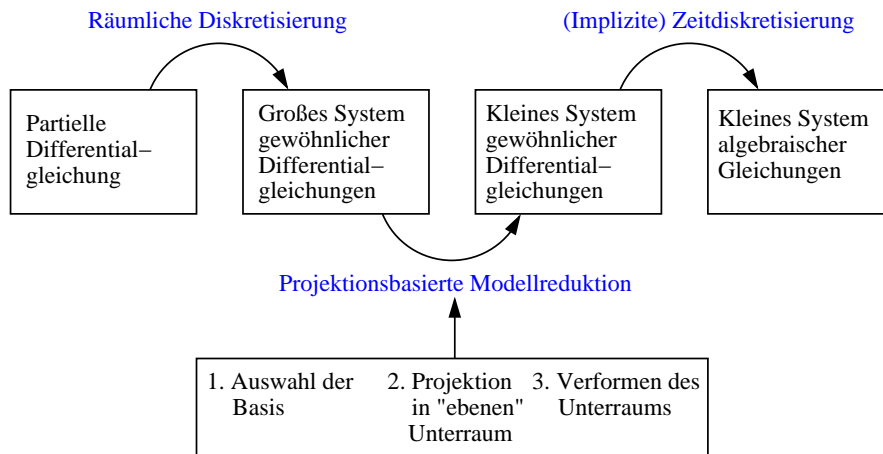 Räumliche Diskretisierung
(Implizite) Zeitdiskretisierung
Partielle
Differential–
gleichung
Großes System
gewöhnlicher
Differential–
gleichungen
Kleines System
gewöhnlicher
Differential–
gleichungen
Kleines System
algebraischer
Gleichungen
Projektionsbasierte Modellreduktion
1. Auswahl der
Basis
2. Projektion
in "ebenen"
Unterraum
3. Verformen des
Unterraums